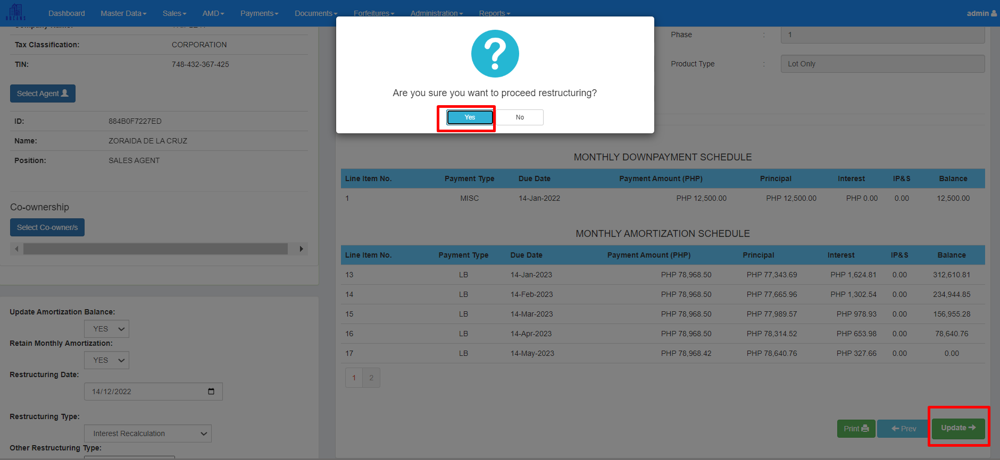 Dashboard Master Data Sales AMD Payments Documents Forfeitures Administration Reports admin
Tax Classification: CORPORATION
TIN: 748-432-367-425
Select Agent
ID: 884B0F7227ED
Name: ZORAIDA DE LA CRUZ
Position: SALES AGENT
Co-ownership
Select Co-owner/s
Update Amortization Balance:
YES
Retain Monthly Amortization:
YES
Restructuring Date:
14/12/2022
Restructuring Type:
Interest Recalculation
Other Restructuring Type:
Are you sure you want to proceed restructuring?
Yes No
Phase : 1
Product Type : Lot Only
MONTHLY DOWNPAYMENT SCHEDULE
Line Item No. Payment Type Due Date Payment Amount (PHP) Principal Interest IP&S Balance
1 MISC 14-Jan-2022 PHP 12,500.00 PHP 12,500.00 PHP 0.00 0.00 12,500.00
MONTHLY AMORTIZATION SCHEDULE
Line Item No. Payment Type Due Date Payment Amount (PHP) Principal Interest IP&S Balance
13 LB 14-Jan-2023 PHP 78,968.50 PHP 77,343.69 PHP 1,624.81 0.00 312,610.81
14 LB 14-Feb-2023 PHP 78,968.50 PHP 77,665.96 PHP 1,302.54 0.00 234,944.85
15 LB 14-Mar-2023 PHP 78,968.50 PHP 77,989.57 PHP 978.93 0.00 156,955.28
16 LB 14-Apr-2023 PHP 78,968.50 PHP 78,314.52 PHP 653.98 0.00 78,640.76
17 LB 14-May-2023 PHP 78,968.42 PHP 78,640.76 PHP 327.66 0.00 0.00
1 2
Print Prev Update